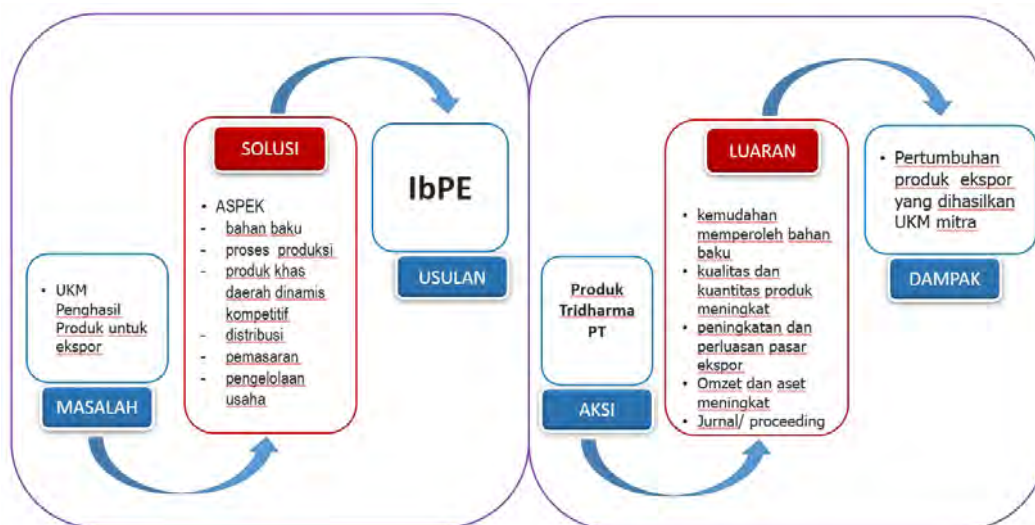 • UKM
Penghasil
Produk untuk
ekspor
MASALAH
SOLUSI
• ASPEK
- bahan baku
- proses produksi
- produk khas
daerah dinamis
kompetitif
- distribusi
- pemasaran
- pengelolaan
usaha
IbPE
USULAN
Produk
Tridharma
PT
AKSI
LUARAN
• kemudahan
memperoleh bahan
baku
• kualitas dan
kuantitas produk
meningkat
• peningkatan dan
perluasan pasar
ekspor
• Omzet dan aset
meningkat
• Jurnal/ proceeding
• Pertumbuhan
produk ekspor
yang dihasilkan
UKM mitra
DAMPAK